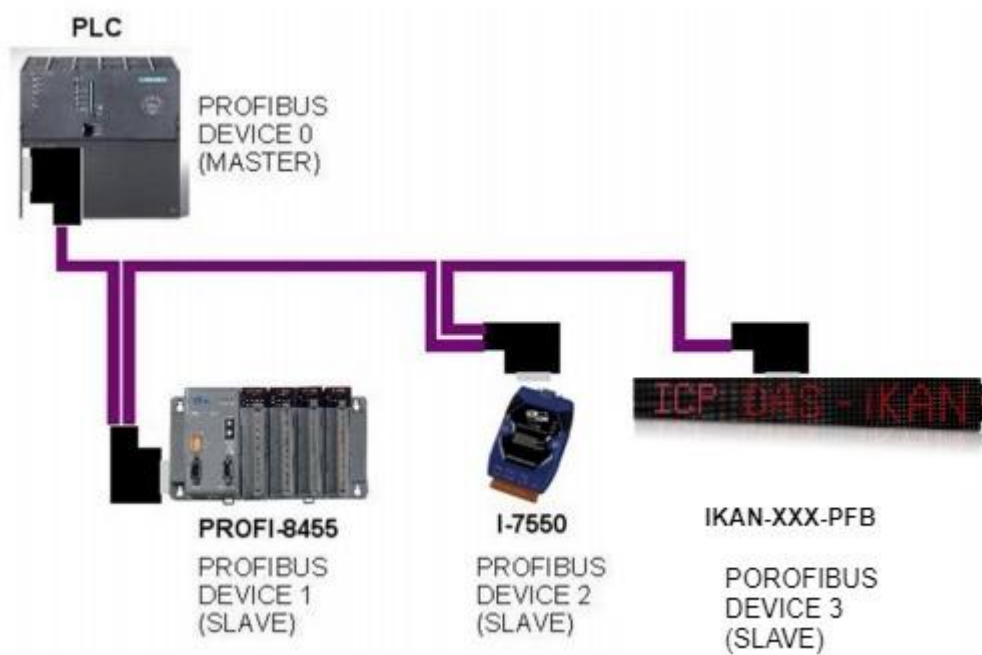 PLC
PROFIBUS
DEVICE 0
(MASTER)
ICP DAS-IKAN
PROFI-8455
PROFIBUS
DEVICE 1
(SLAVE)
I-7550
PROFIBUS
DEVICE 2
(SLAVE)
IKAN-XXX-PFB
POROFIBUS
DEVICE 3
(SLAVE)